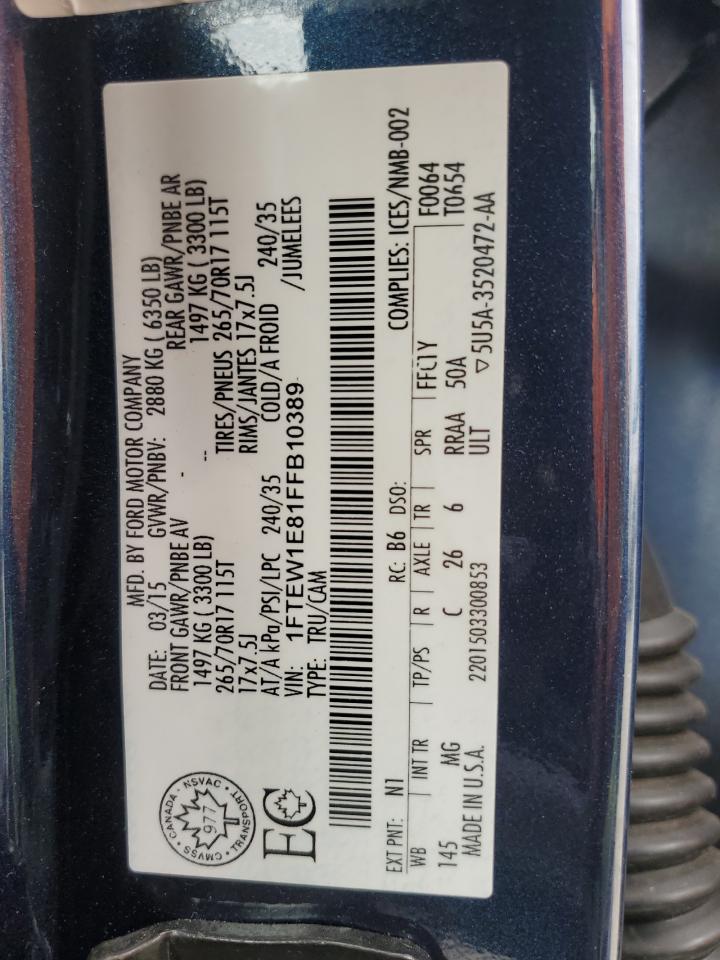 MFD. BY FORD MOTOR COMPANY
DATE: 03/15 GVWR/PNBV: 2880 KG ( 6350 LB)
FRONT GAWR/PNBE AV - REAR GAWR/PNBE AR
1497 KG ( 3300 LB) -- 1497 KG ( 3300 LB)
265/70R17 115T TIRES/PNEUS 265/70R17 115T
17x7.5J RIMS/JANTES 17x7.5J
AT/A kPa/PSI/LPC 240/35 COLD/A FROID 240/35
VIN: 1FTEW1E81FFB10389 /JUMELEES
TYPE: TRU/CAM
CANADA · NSVAC · TRANSPORT · CMVSS
977
EC
COMPLIES: ICES/NMB-002
EXT PNT: N1 RC: B6 DSO: F0064
WB INT TR TP/PS R AXLE TR SPR FFC1Y T0654
145 MG C 26 6 RRAA 50A
MADE IN U.S.A. 2201503300853 ULT ▽5U5A-3520472-AA